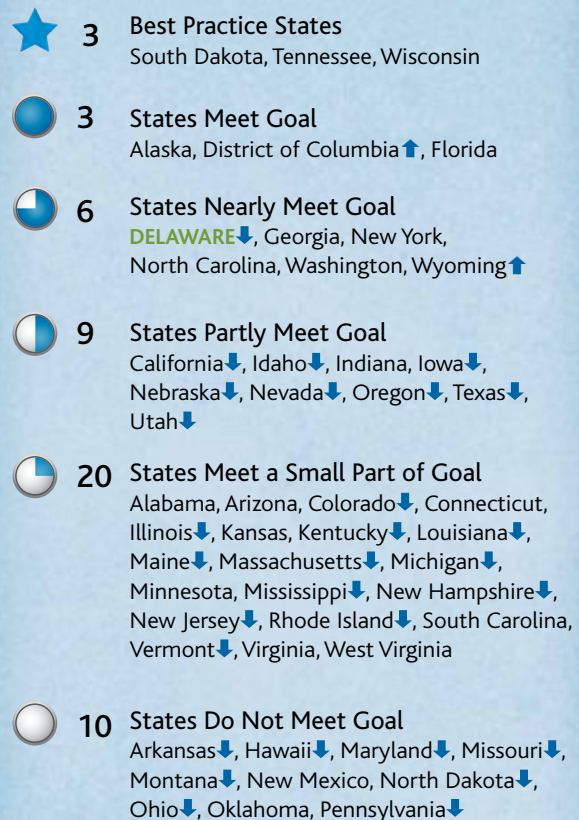 3 Best Practice States
South Dakota, Tennessee, Wisconsin
3 States Meet Goal
Alaska, District of Columbia⬆, Florida
6 States Nearly Meet Goal
DELAWARE⬇, Georgia, New York,
North Carolina, Washington, Wyoming⬆
9 States Partly Meet Goal
California⬇, Idaho⬇, Indiana, Iowa⬇,
Nebraska⬇, Nevada⬇, Oregon⬇, Texas⬇,
Utah⬇
20 States Meet a Small Part of Goal
Alabama, Arizona, Colorado⬇, Connecticut,
Illinois⬇, Kansas, Kentucky⬇, Louisiana⬇,
Maine⬇, Massachusetts⬇, Michigan⬇,
Minnesota, Mississippi⬇, New Hampshire⬇,
New Jersey⬇, Rhode Island⬇, South Carolina,
Vermont⬇, Virginia, West Virginia
10 States Do Not Meet Goal
Arkansas⬇, Hawaii⬇, Maryland⬇, Missouri⬇,
Montana⬇, New Mexico, North Dakota⬇,
Ohio⬇, Oklahoma, Pennsylvania⬇